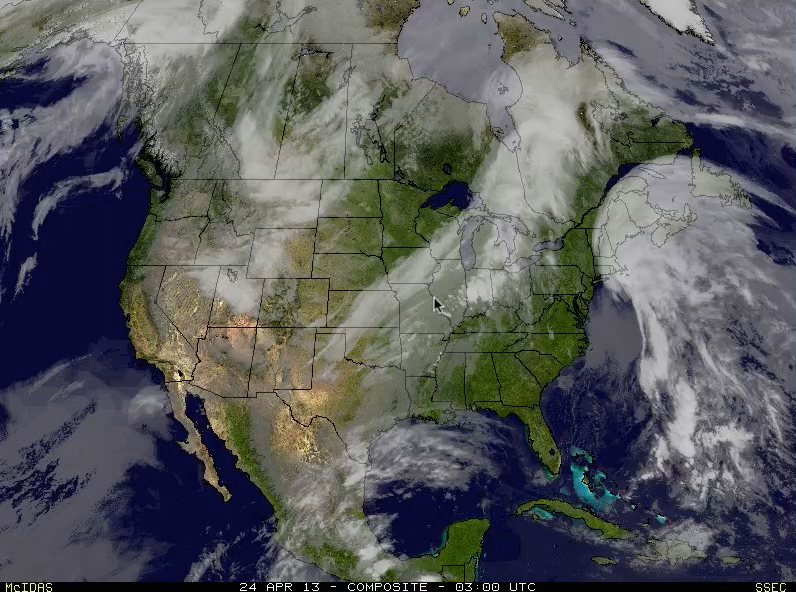 McIDAS 24 APR 13 - COMPOSITE - 03:00 UTC SSEC